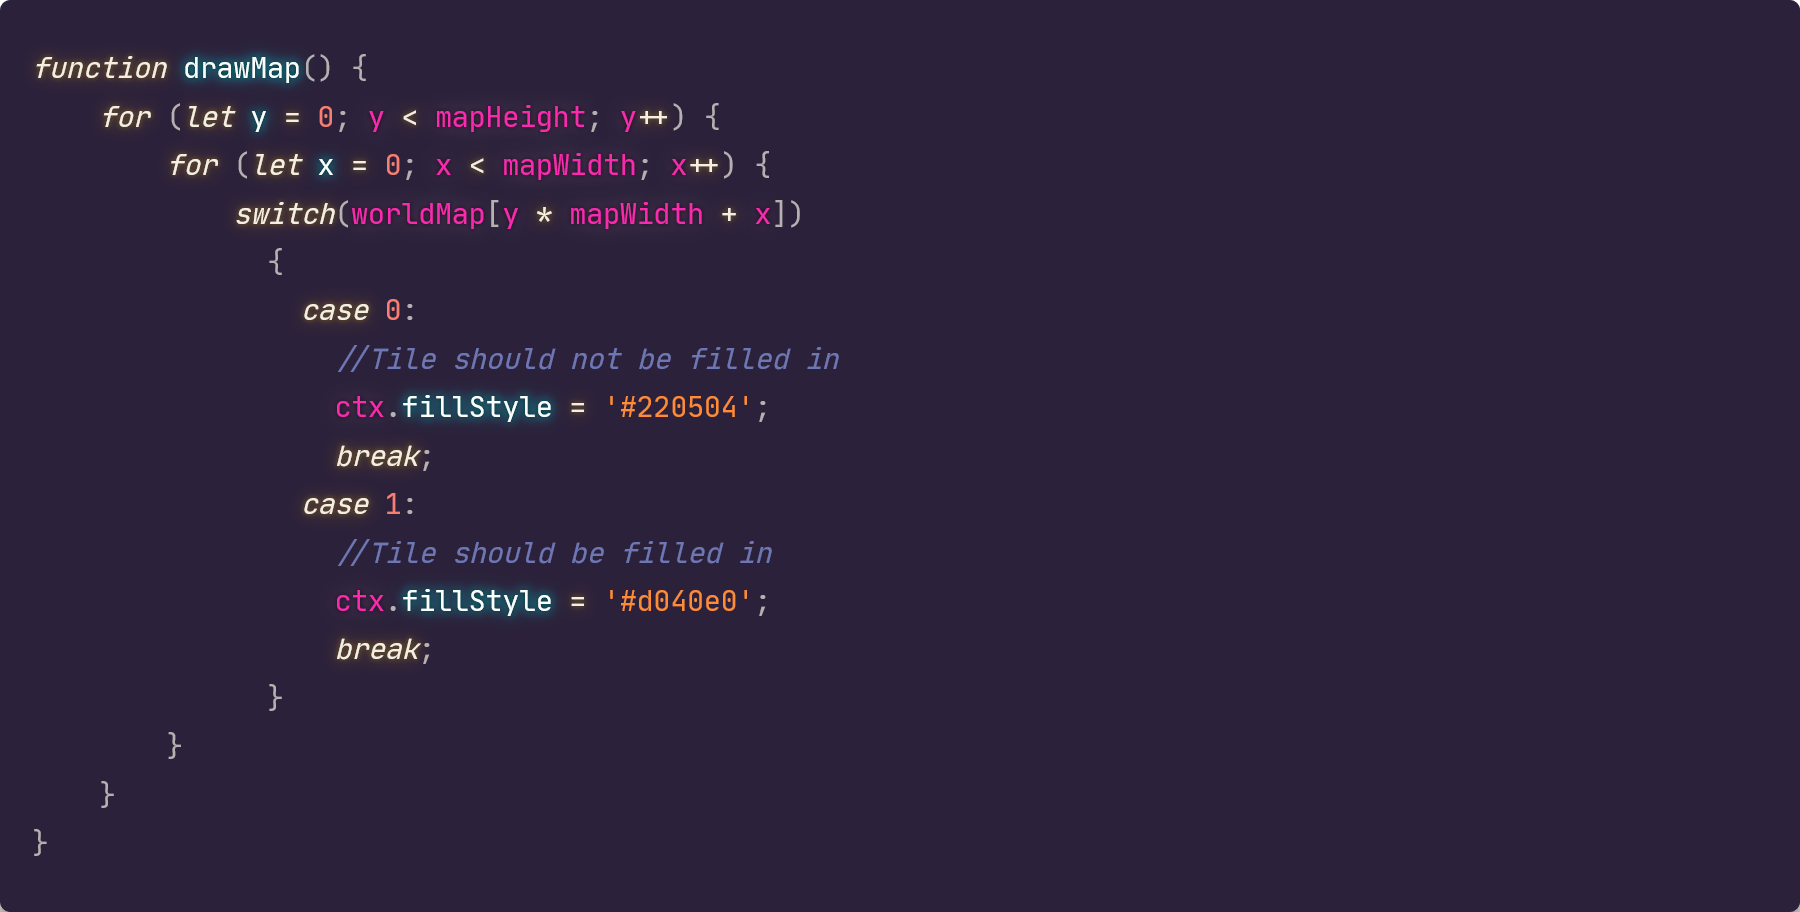 function drawMap() {
    for (let y = 0; y < mapHeight; y++) {
        for (let x = 0; x < mapWidth; x++) {
            switch(worldMap[y * mapWidth + x])
              {
                case 0:
                  //Tile should not be filled in
                  ctx.fillStyle = '#220504';
                  break;
                case 1:
                  //Tile should be filled in
                  ctx.fillStyle = '#d040e0';
                  break;
              }
        }
    }
}